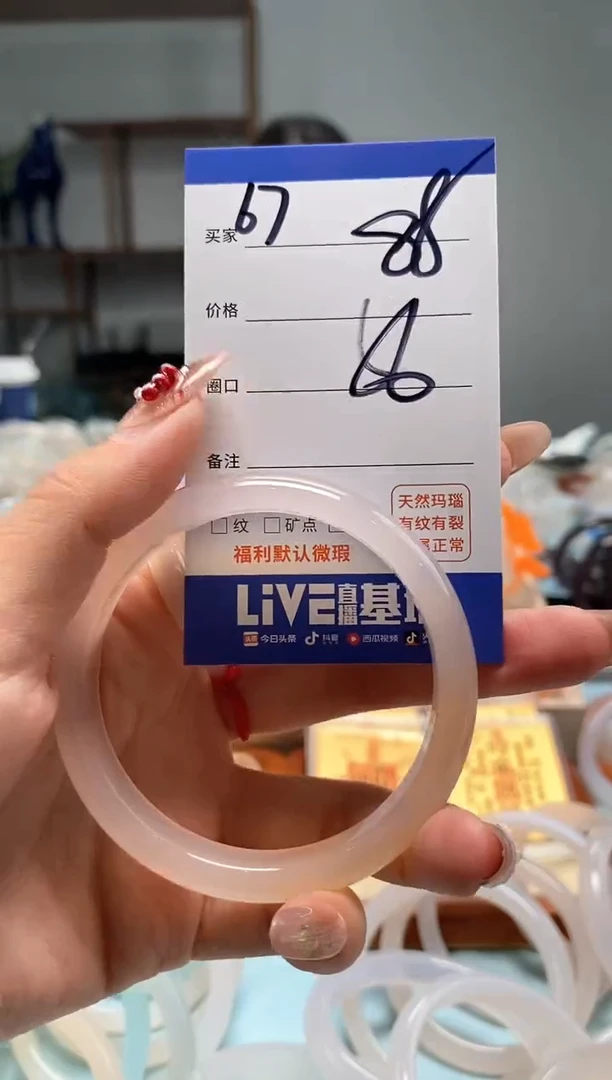 买家 67 88
价格
圈口
备注
天然玛瑙
有纹有裂
属正常
纹 矿点
福利默认微瑕
LiVE直播基
今日头条 抖音 西瓜视频